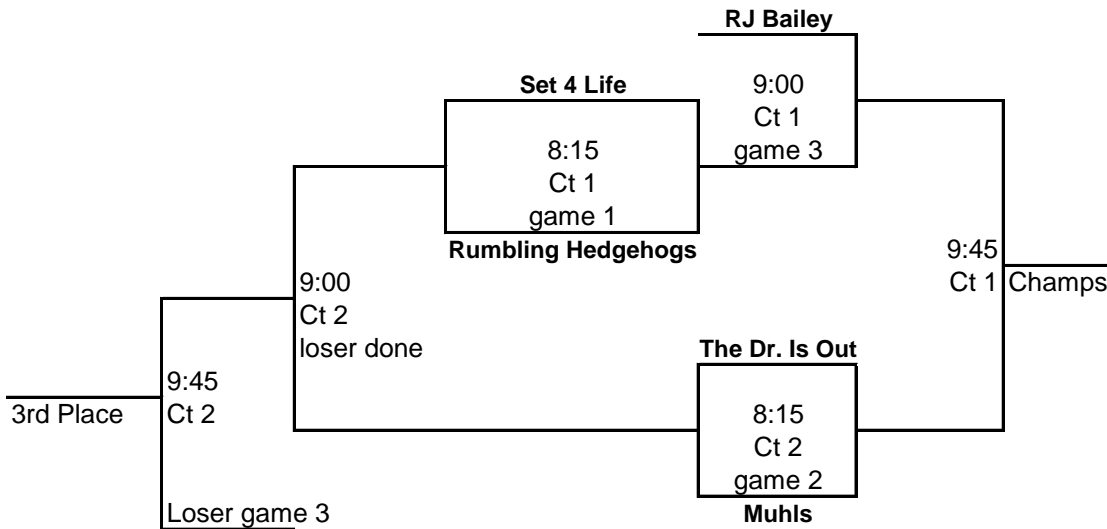 RJ Bailey
Set 4 Life
9:00
Ct 1
game 3
8:15
Ct 1
game 1
Rumbling Hedgehogs
9:45
Ct 1
Champs
9:00
Ct 2
loser done
The Dr. Is Out
9:45
Ct 2
3rd Place
8:15
Ct 2
game 2
Loser game 3
Muhls